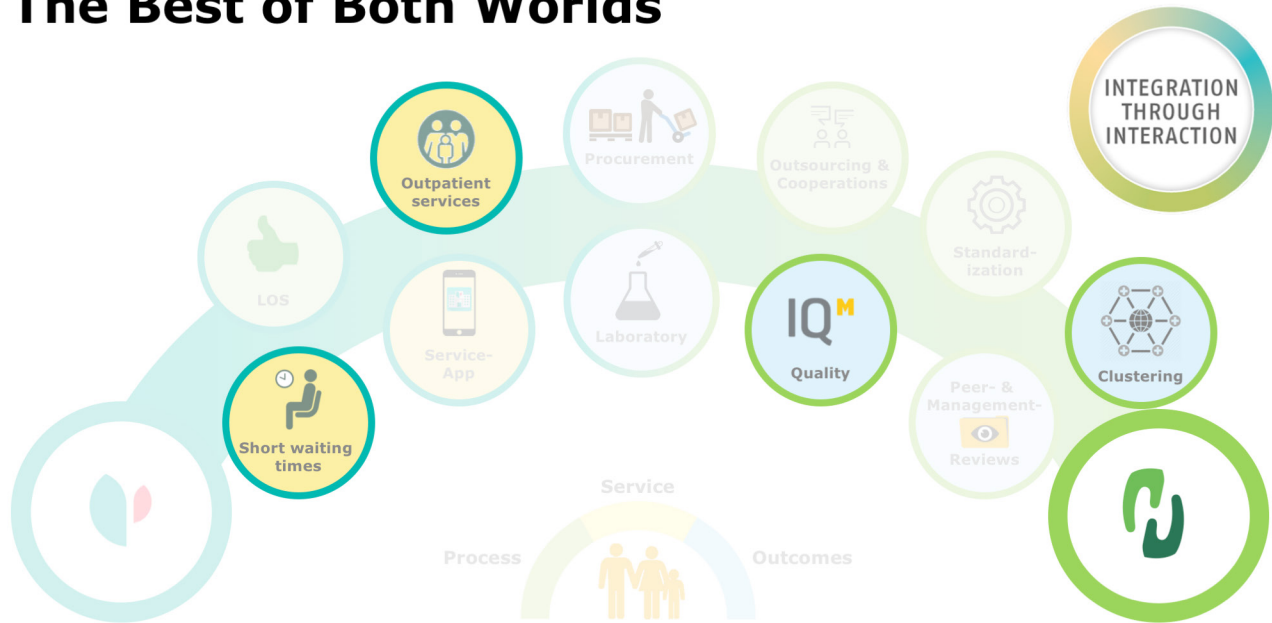 The Best of Both Worlds
INTEGRATION
THROUGH
INTERACTION
Outpatient
services
Procurement
Outsourcing &
Cooperations
LOS
Standard-
ization
Service-
App
Laboratory
IQM
Quality
Clustering
Short waiting
times
Peer- &
Management-
Reviews
Service
Process
Outcomes